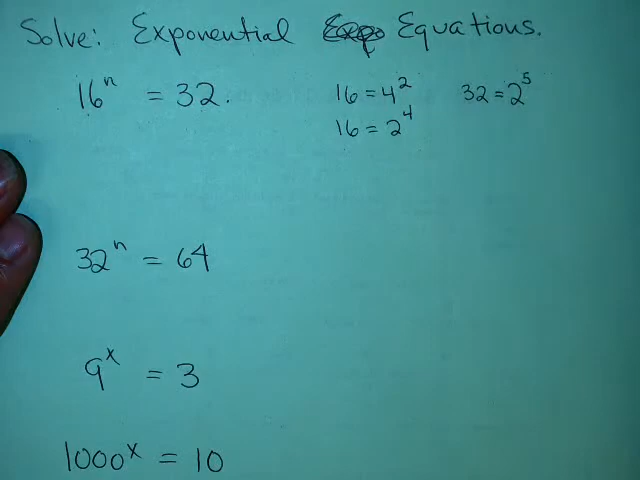 Solve: Exponential Equations.
16ⁿ = 32. 16 = 4² 32 = 2⁵
16 = 2⁴
32ⁿ = 64
9ˣ = 3
1000ˣ = 10